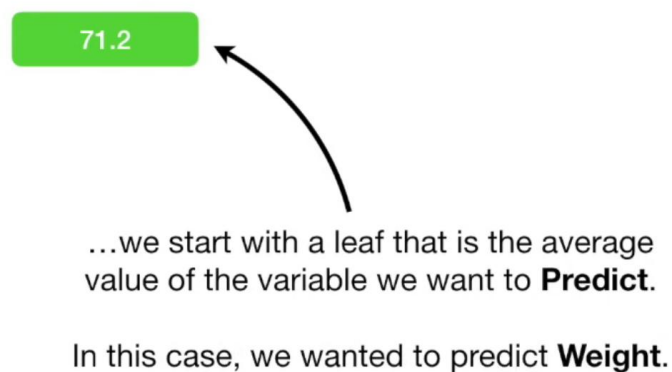 71.2
…we start with a leaf that is the average
value of the variable we want to Predict.
In this case, we wanted to predict Weight.